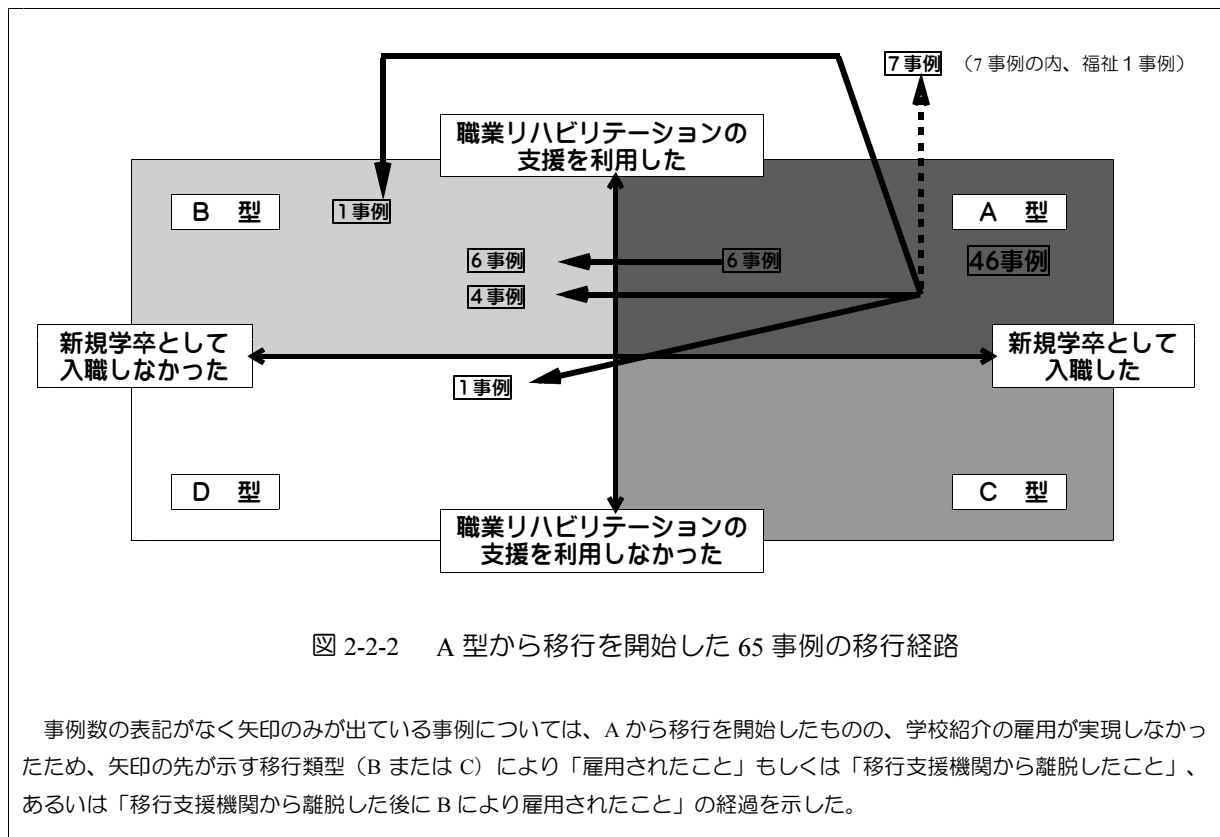 7事例 （7 事例の内、福祉１事例）
職業リハビリテーションの
支援を利用した
Ｂ　型
1事例
Ａ　型
6事例
6事例
46事例
4事例
新規学卒として
入職しなかった
新規学卒として
入職した
1事例
Ｄ　型
Ｃ　型
職業リハビリテーションの
支援を利用しなかった
図 2-2-2　A 型から移行を開始した 65 事例の移行経路
事例数の表記がなく矢印のみが出ている事例については、A から移行を開始したものの、学校紹介の雇用が実現しなかっ
たため、矢印の先が示す移行類型（B または C）により「雇用されたこと」もしくは「移行支援機関から離脱したこと」、
あるいは「移行支援機関から離脱した後に B により雇用されたこと」の経過を示した。